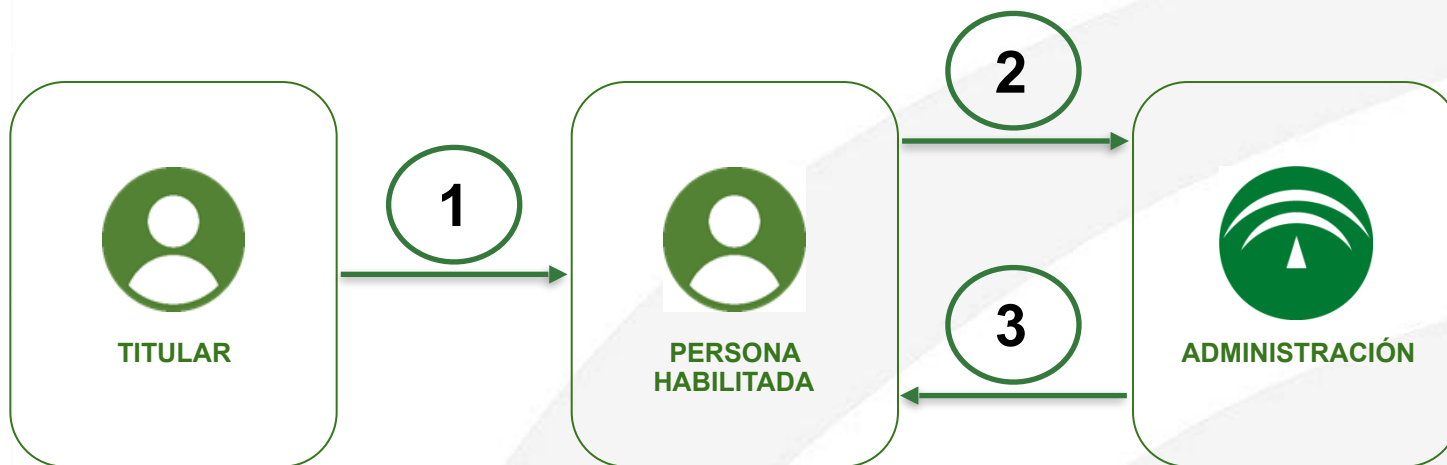 1
2
3
TITULAR
PERSONA
HABILITADA
ADMINISTRACIÓN